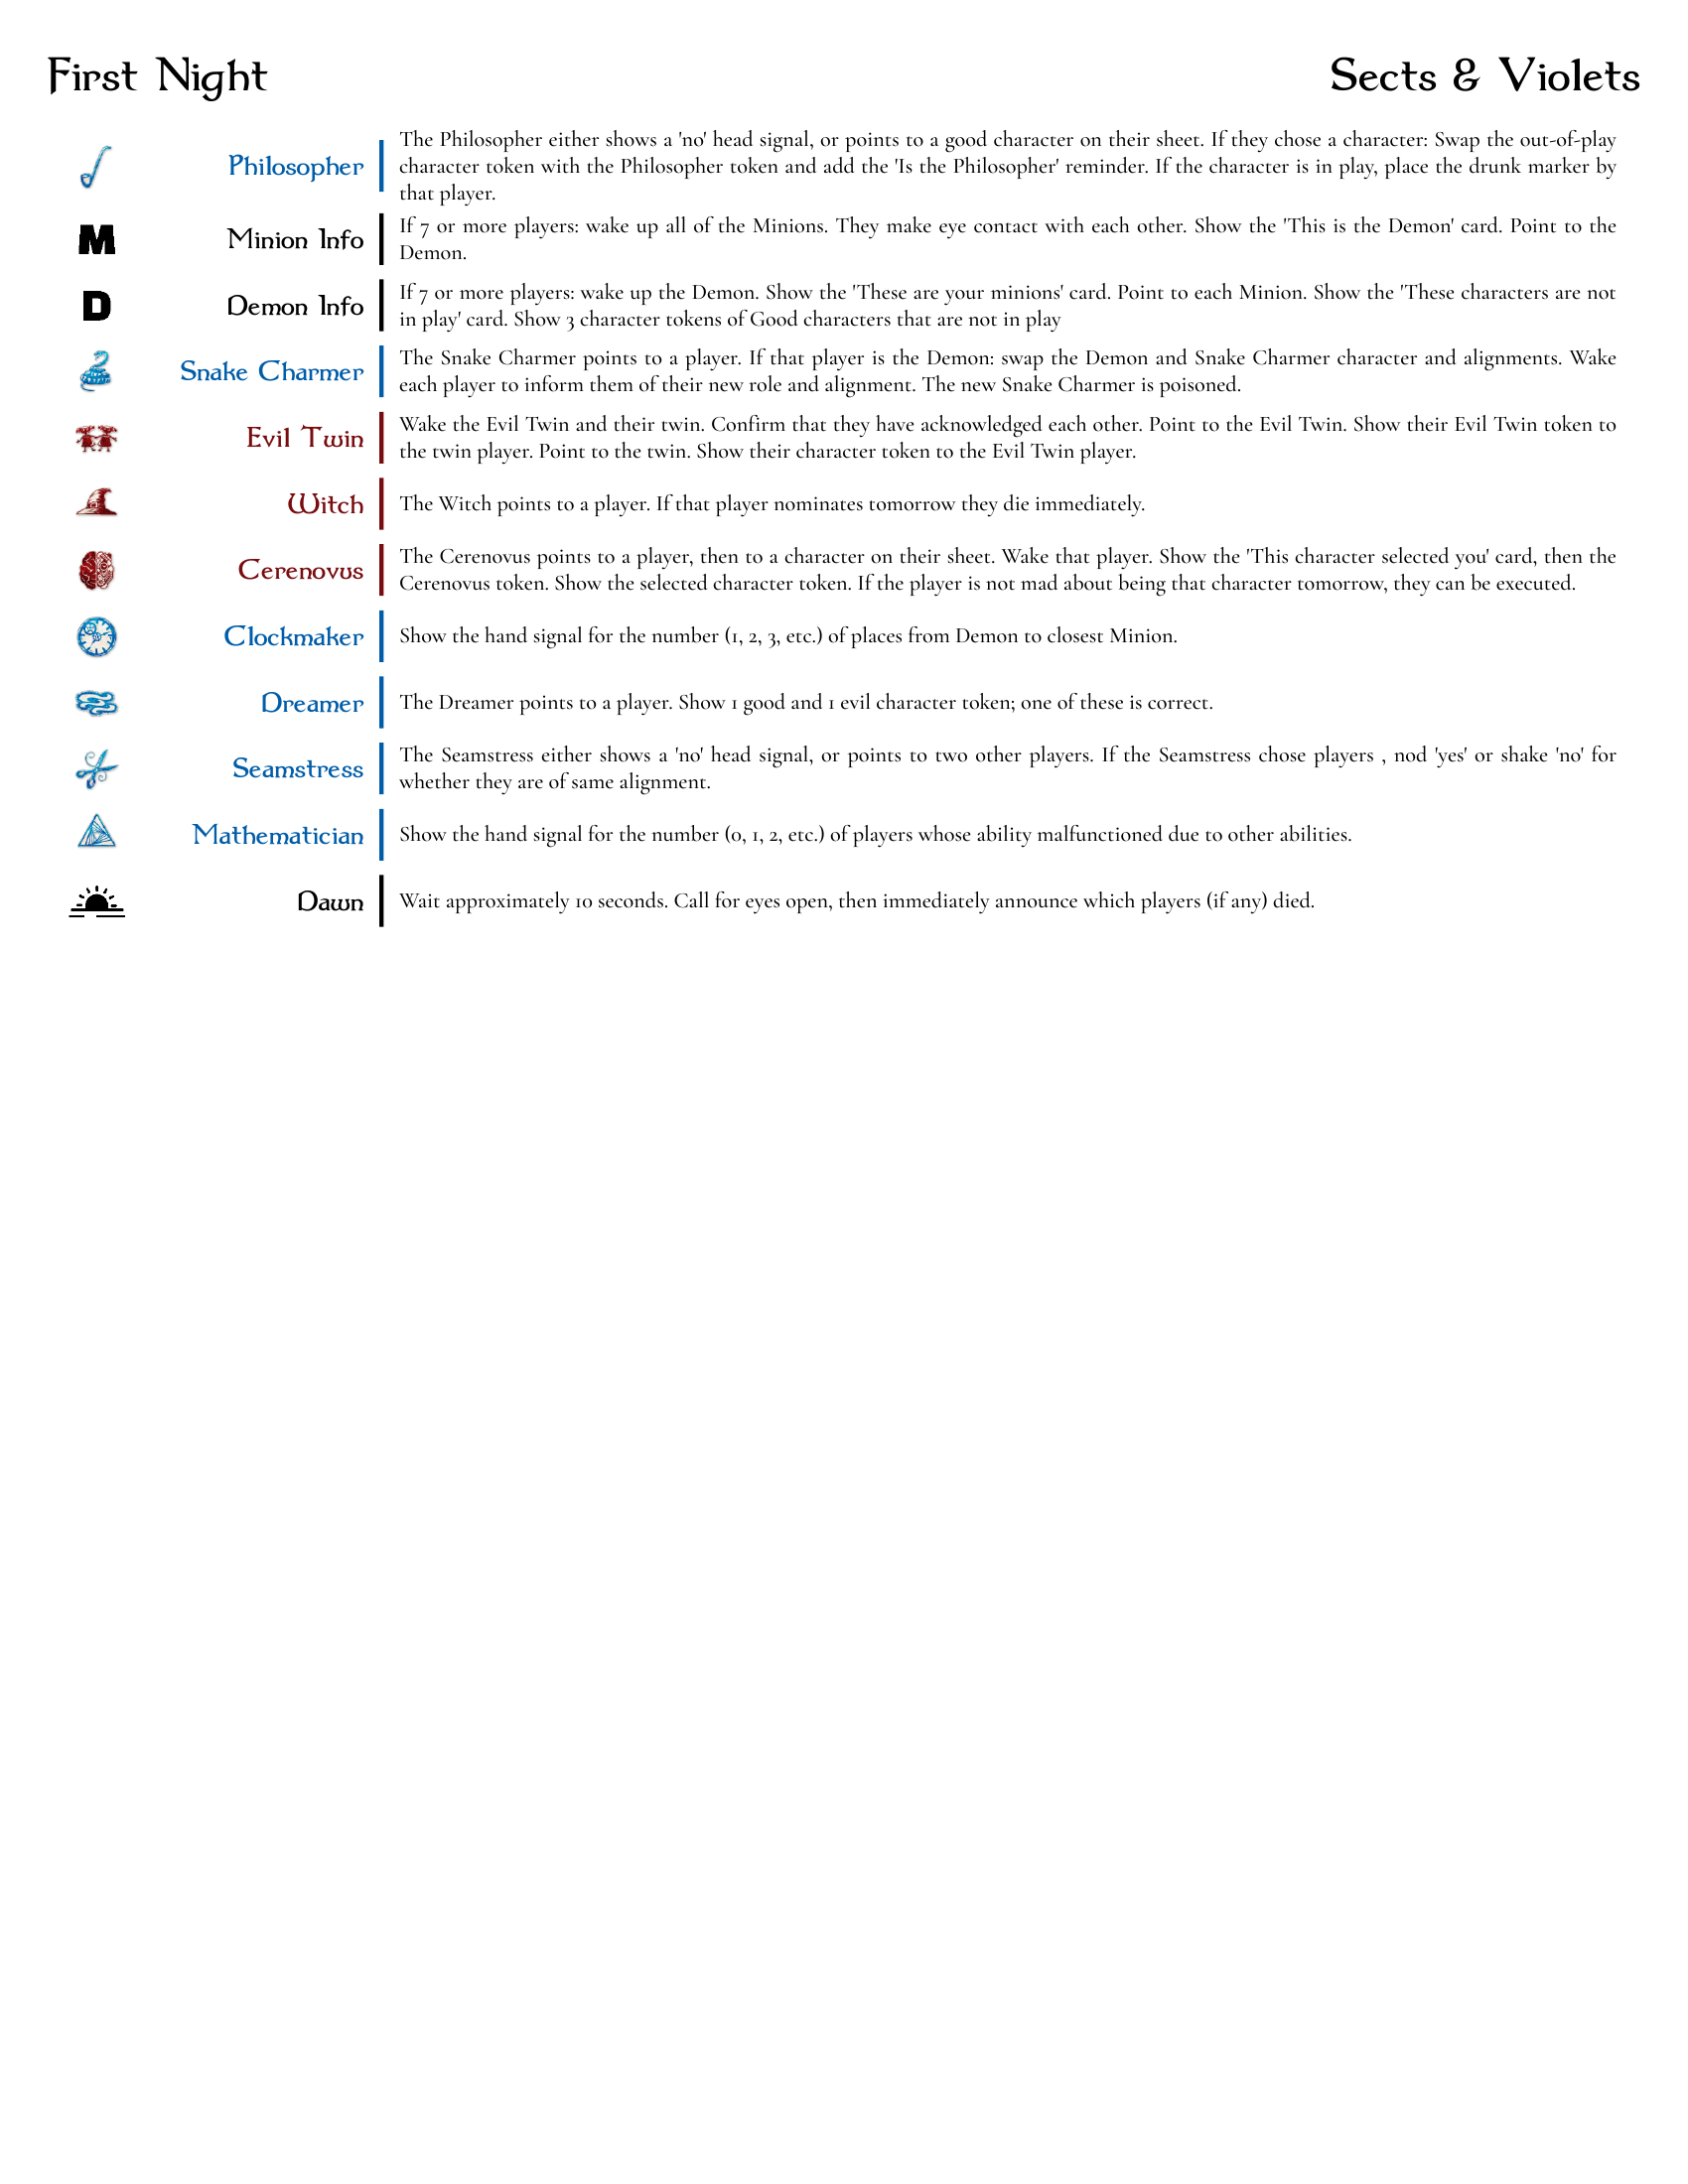 First Night
Sects & Violets
Philosopher
The Philosopher either shows a 'no' head signal, or points to a good character on their sheet. If they chose a character: Swap the out-of-play
character token with the Philosopher token and add the 'Is the Philosopher' reminder. If the character is in play, place the drunk marker by
that player.
M
Minion Info
If 7 or more players: wake up all of the Minions. They make eye contact with each other. Show the 'This is the Demon' card. Point to the
Demon.
D
Demon Info
If 7 or more players: wake up the Demon. Show the 'These are your minions' card. Point to each Minion. Show the 'These characters are not
in play' card. Show 3 character tokens of Good characters that are not in play
Snake Charmer
The Snake Charmer points to a player. If that player is the Demon: swap the Demon and Snake Charmer character and alignments. Wake
each player to inform them of their new role and alignment. The new Snake Charmer is poisoned.
Evil Twin
Wake the Evil Twin and their twin. Confirm that they have acknowledged each other. Point to the Evil Twin. Show their Evil Twin token to
the twin player. Point to the twin. Show their character token to the Evil Twin player.
Witch
The Witch points to a player. If that player nominates tomorrow they die immediately.
Cerenovus
The Cerenovus points to a player, then to a character on their sheet. Wake that player. Show the 'This character selected you' card, then the
Cerenovus token. Show the selected character token. If the player is not mad about being that character tomorrow, they can be executed.
Clockmaker
Show the hand signal for the number (1, 2, 3, etc.) of places from Demon to closest Minion.
Dreamer
The Dreamer points to a player. Show 1 good and 1 evil character token; one of these is correct.
Seamstress
The Seamstress either shows a 'no' head signal, or points to two other players. If the Seamstress chose players , nod 'yes' or shake 'no' for
whether they are of same alignment.
Mathematician
Show the hand signal for the number (0, 1, 2, etc.) of players whose ability malfunctioned due to other abilities.
Dawn
Wait approximately 10 seconds. Call for eyes open, then immediately announce which players (if any) died.